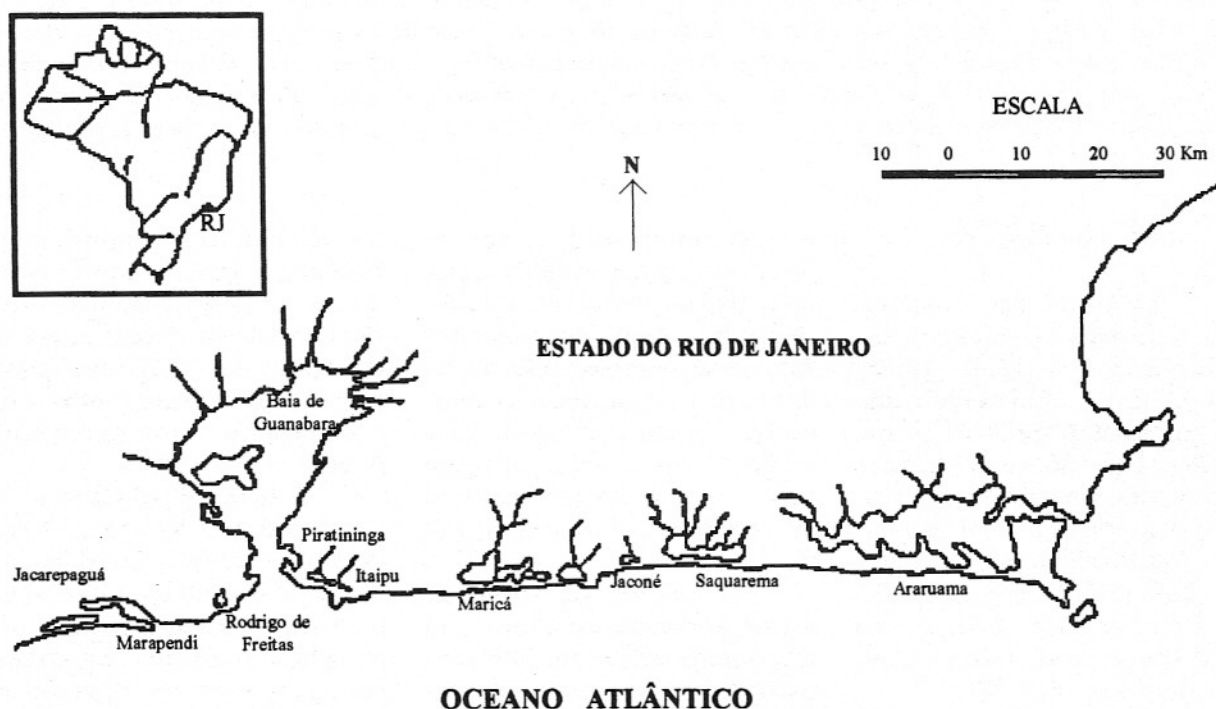 RJ
ESCALA
10 0 10 20 30 Km
N
ESTADO DO RIO DE JANEIRO
Baia de
Guanabara
Piratininga
Itaipu
Jacarepaguá
Marapendi
Rodrigo de
Freitas
Maricá
Jaconé
Saquarema
Araruama
OCEANO ATLÂNTICO